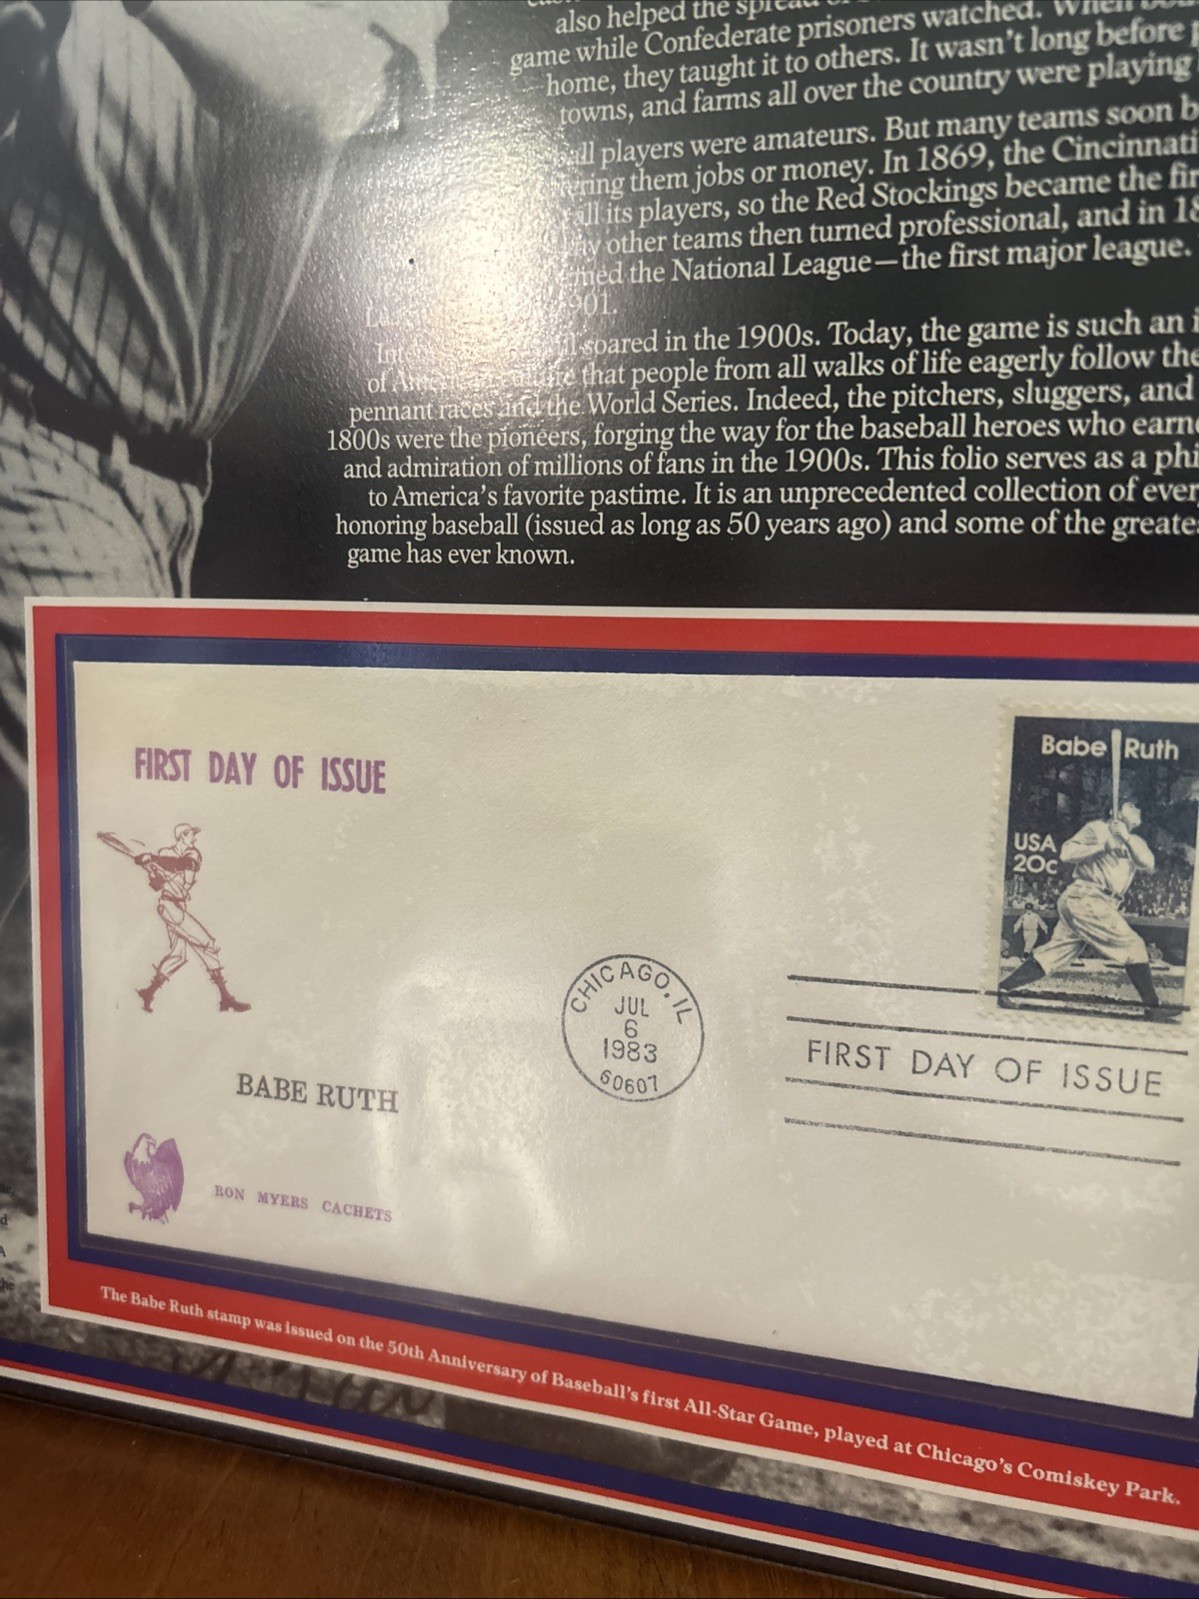 also helped the spread
game while Confederate prisoners watched. When
home, they taught it to others. It wasn't long before
towns, and farms all over the country were playing
players were amateurs. But many teams soon
them jobs or money. In 1869, the Cincinnati
all its players, so the Red Stockings became the
other teams then turned professional, and in
the National League—the first major league.
soared in the 1900s. Today, the game is such an
of that people from all walks of life eagerly follow the
pennant races and the World Series. Indeed, the pitchers, sluggers, and
1800s were the pioneers, forging the way for the baseball heroes who
and admiration of millions of fans in the 1900s. This folio serves as a
to America's favorite pastime. It is an unprecedented collection of
honoring baseball (issued as long as 50 years ago) and some of the
game has ever known.
FIRST DAY OF ISSUE
Babe Ruth
USA
20c
CHICAGO, IL
JUL
6
1983
60607
FIRST DAY OF ISSUE
BABE RUTH
RON MYERS CACHETS
The Babe Ruth stamp was issued on the 50th Anniversary of Baseball's first All-Star Game, played at Chicago's Comiskey Park.